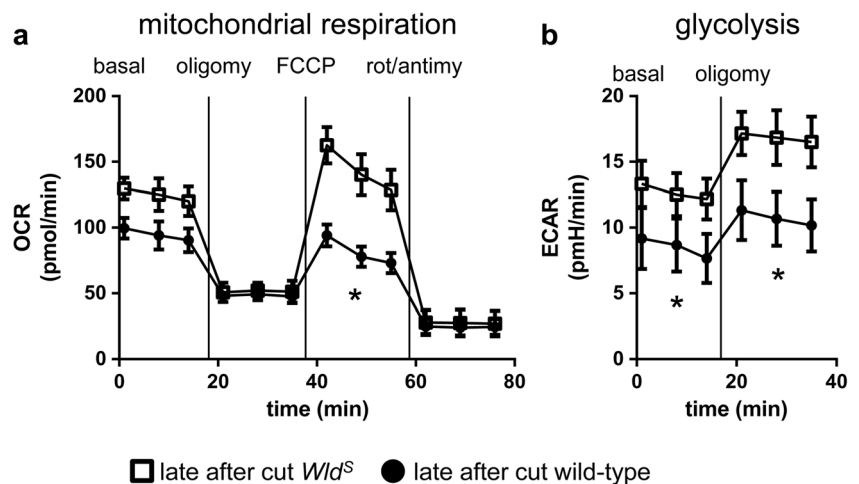 a mitochondrial respiration
basal oligomy FCCP rot/antimy
200
150
100
50
0
OCR
(pmol/min)
0 20 40 60 80
time (min)
*
b glycolysis
basal oligomy
20
15
10
5
0
ECAR
(pmH/min)
0 20 40
time (min)
* *
late after cut Wldˢ late after cut wild-type